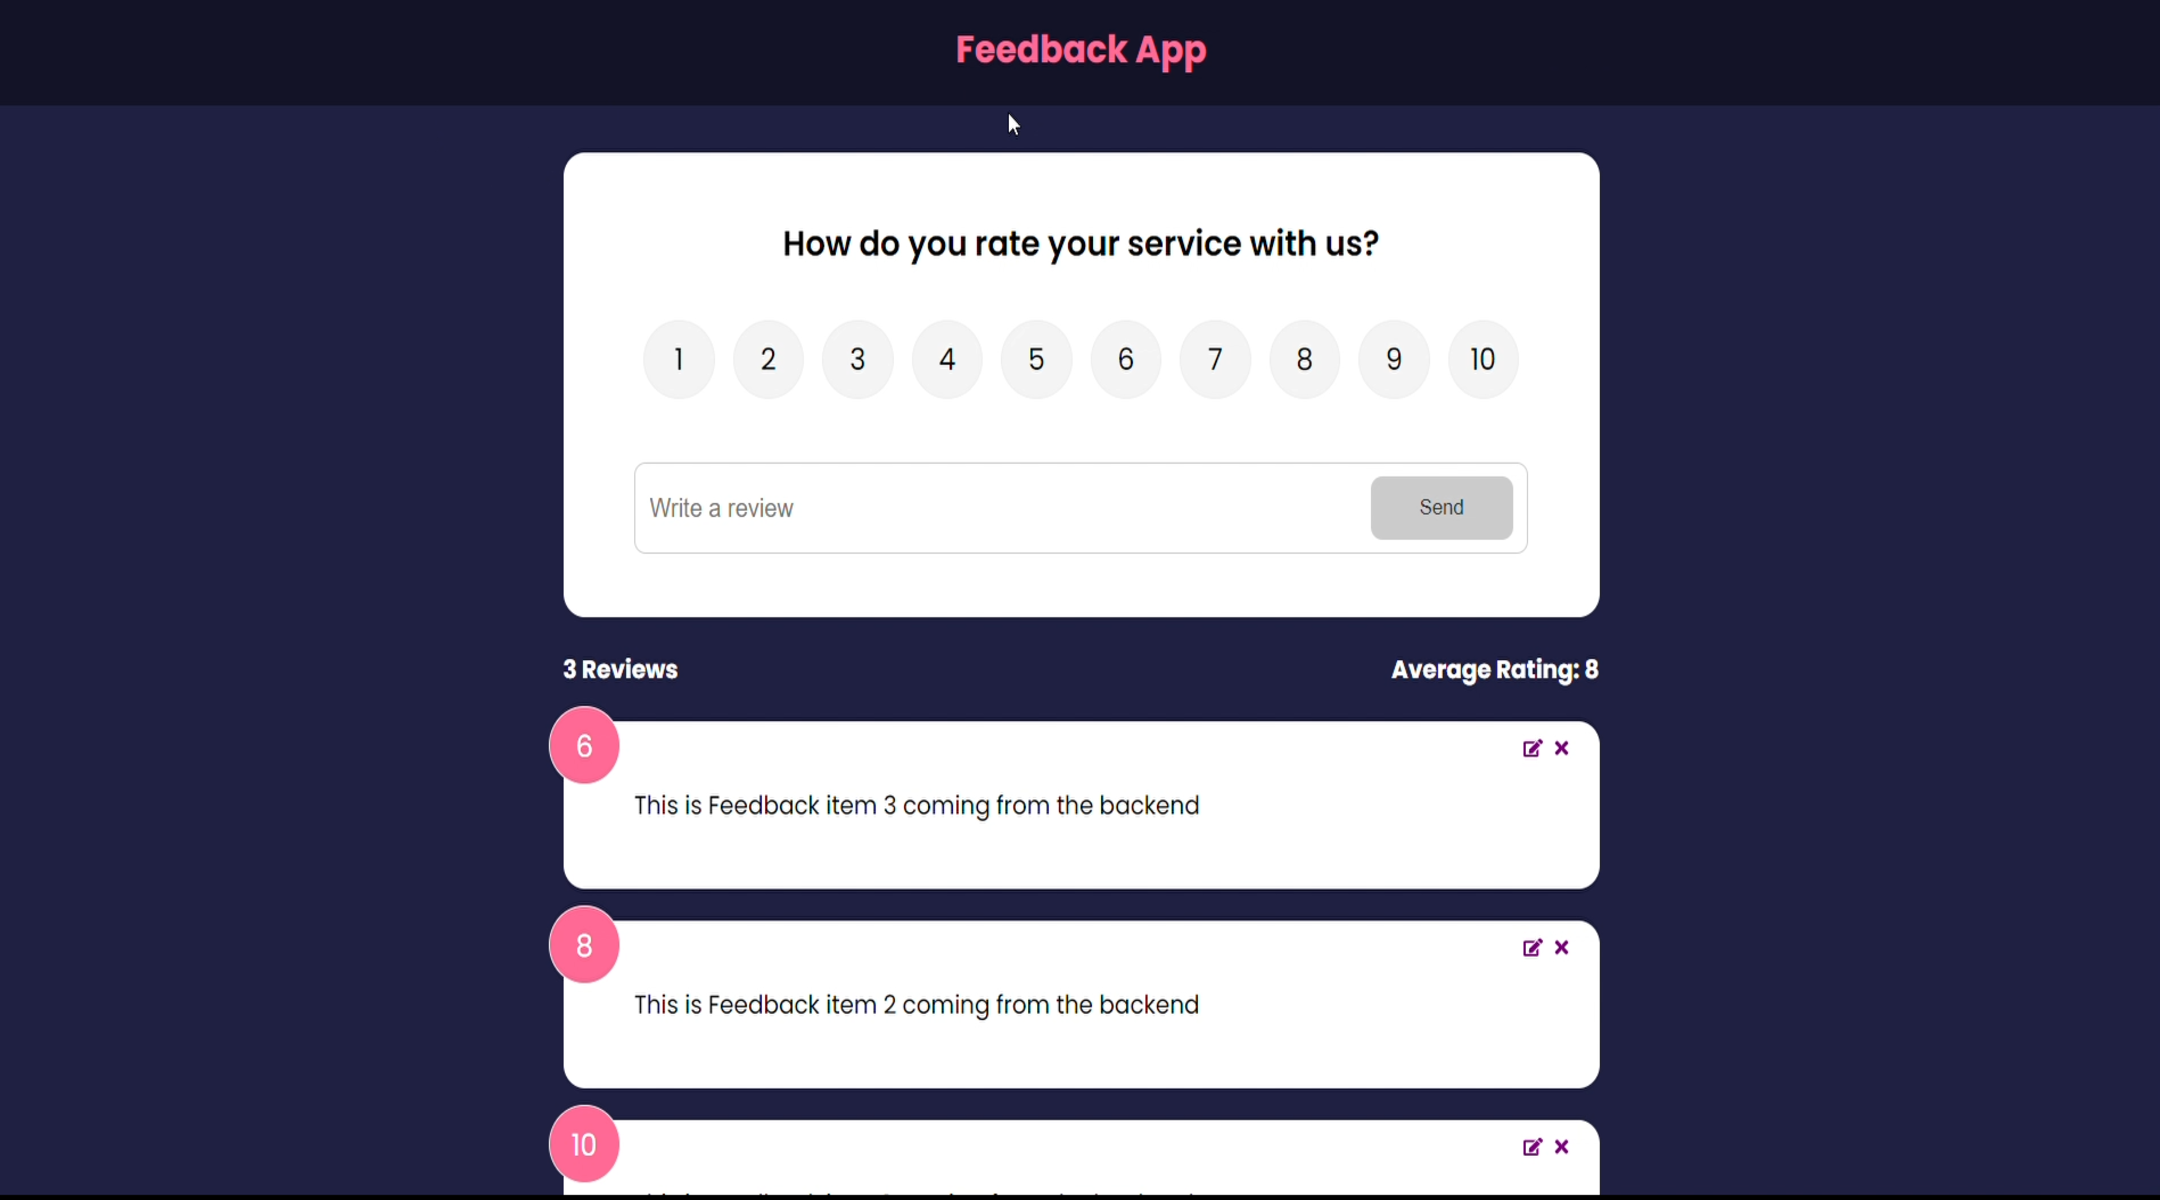 Feedback App
How do you rate your service with us?
1 2 3 4 5 6 7 8 9 10
Write a review
Send
3 Reviews
Average Rating: 8
6
This is Feedback item 3 coming from the backend
8
This is Feedback item 2 coming from the backend
10